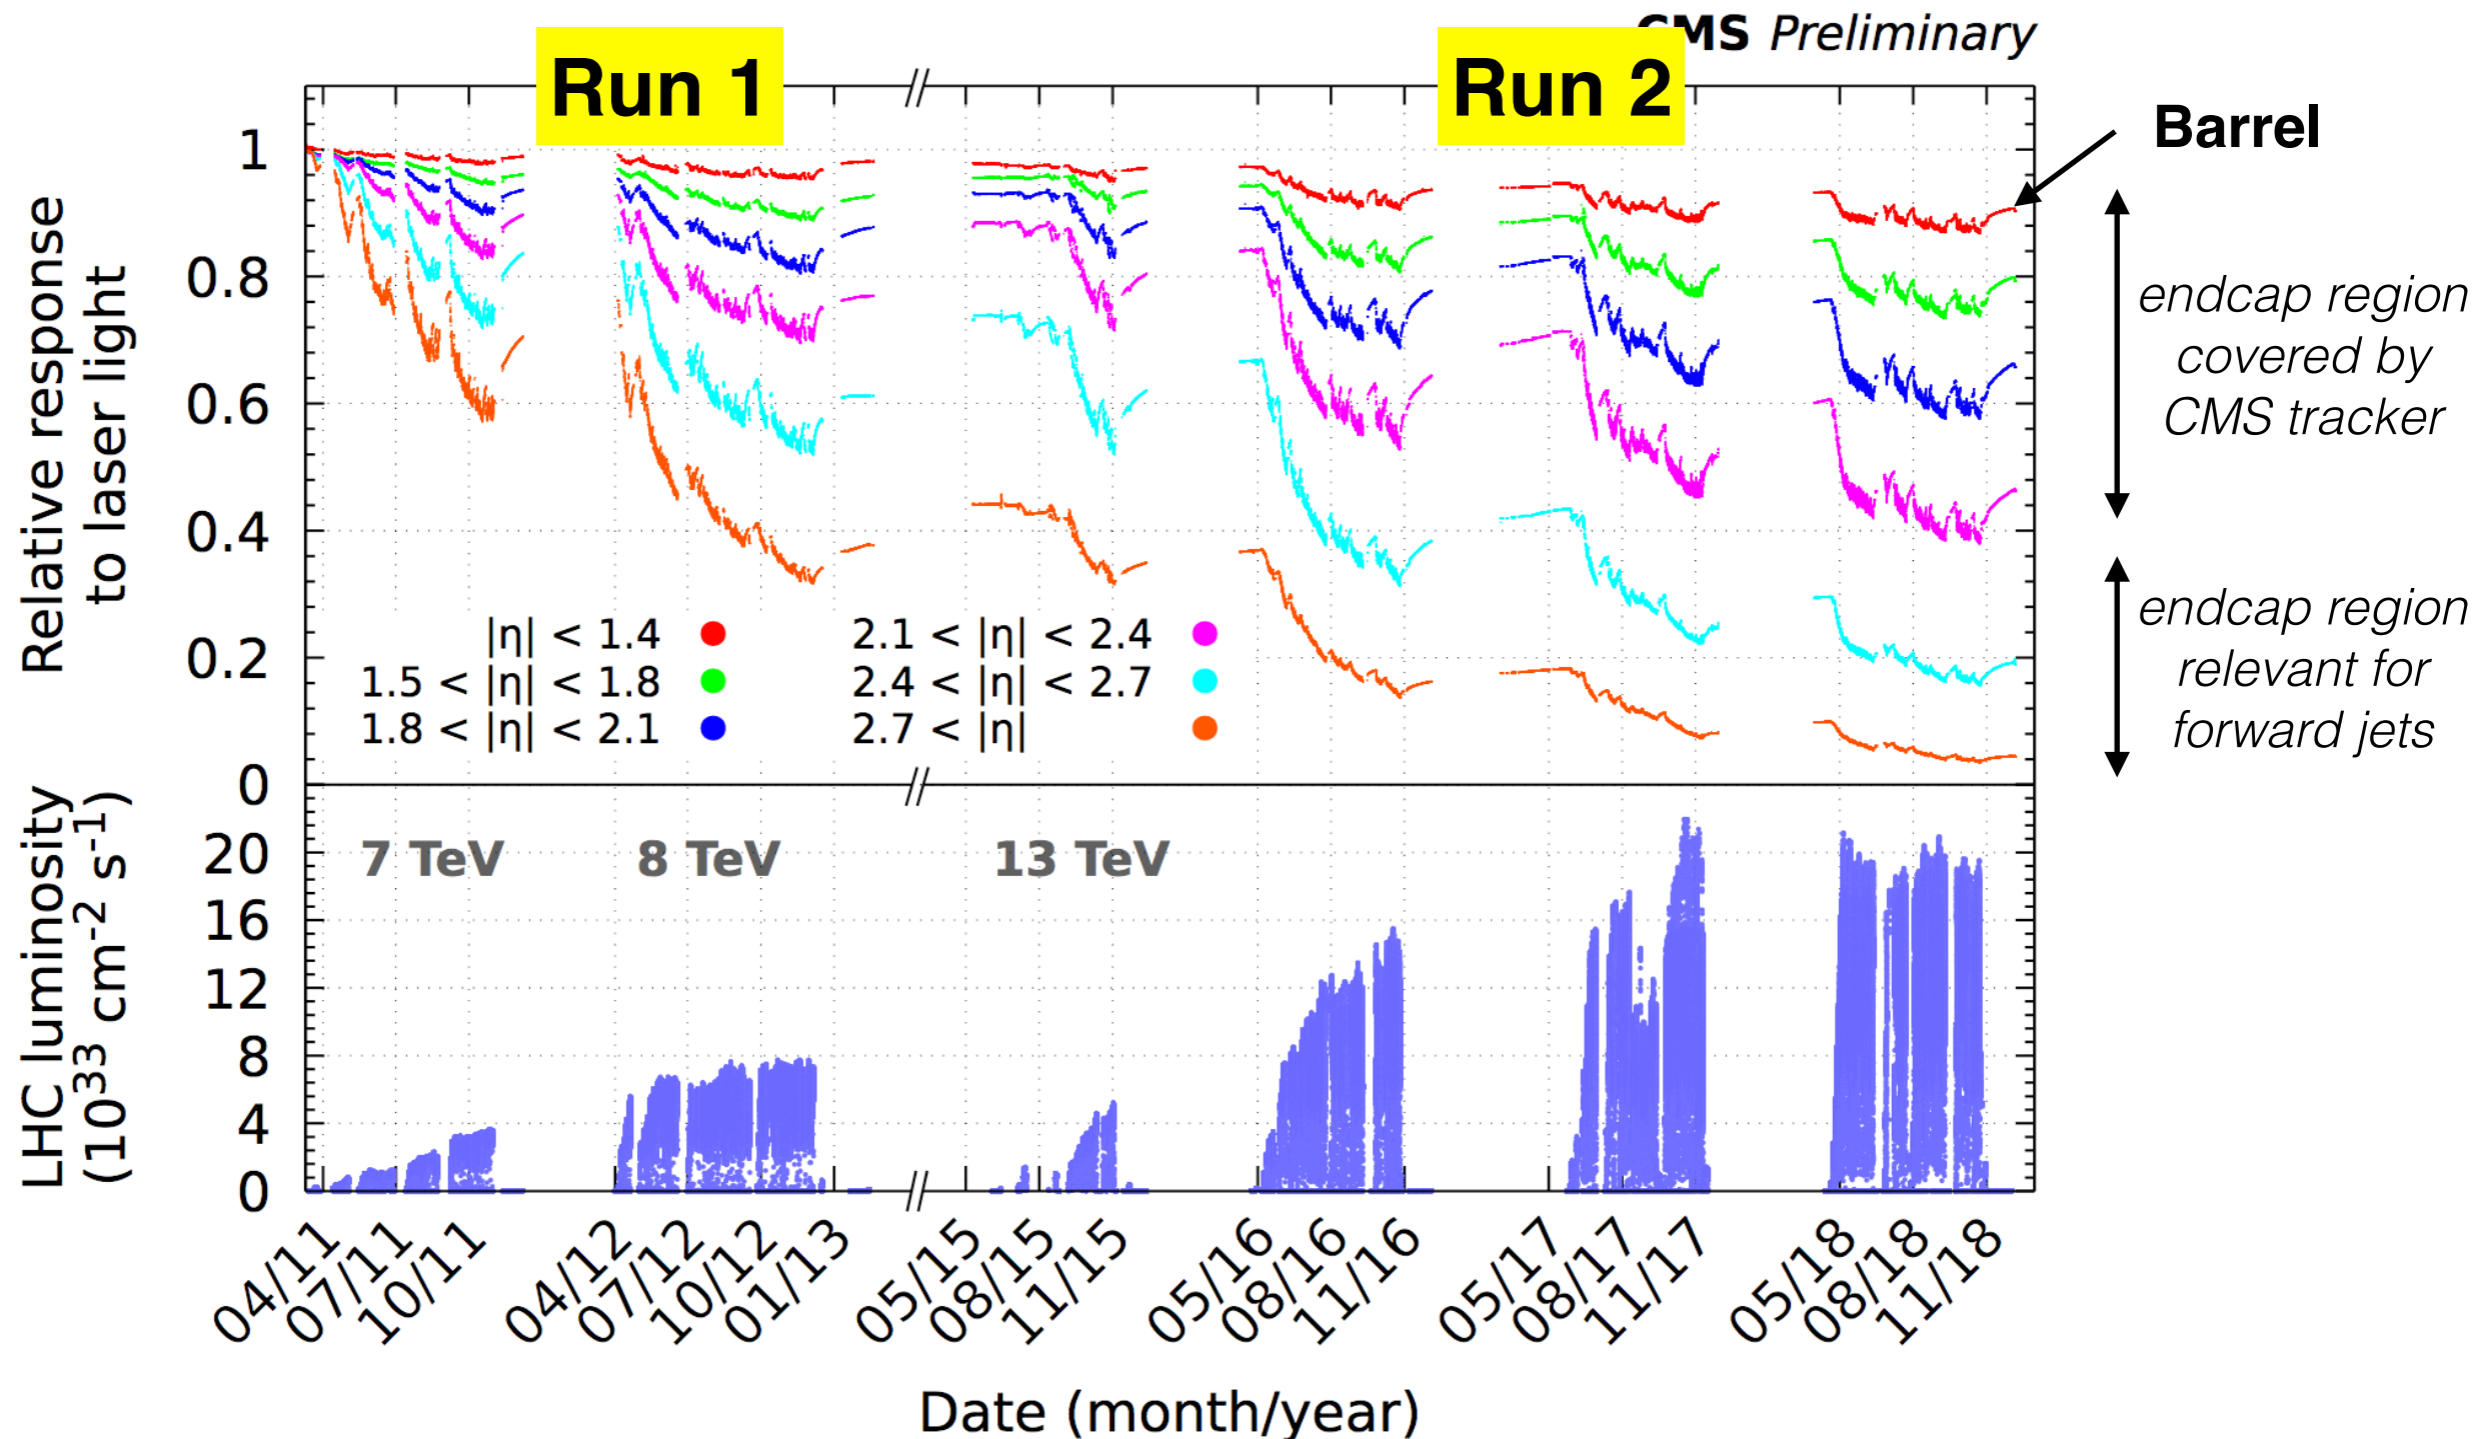 CMS Preliminary
Run 1
Run 2
Barrel
Relative response
to laser light
1
0.8
0.6
0.4
0.2
0
|η| < 1.4
1.5 < |η| < 1.8
1.8 < |η| < 2.1
2.1 < |η| < 2.4
2.4 < |η| < 2.7
2.7 < |η|
endcap region
covered by
CMS tracker
endcap region
relevant for
forward jets
LHC luminosity
(10³³ cm⁻² s⁻¹)
20
16
12
8
4
0
7 TeV
8 TeV
13 TeV
04/11
07/11
10/11
04/12
07/12
10/12
01/13
05/15
08/15
11/15
05/16
08/16
11/16
05/17
08/17
11/17
05/18
08/18
11/18
Date (month/year)